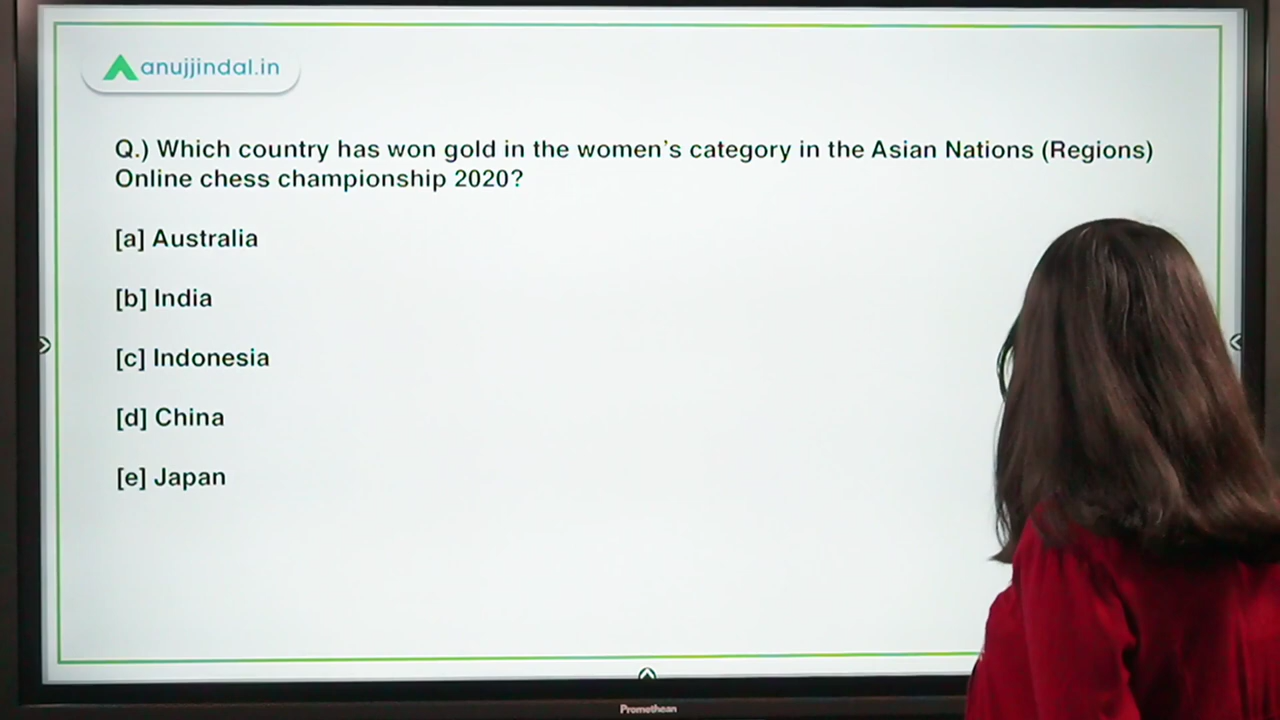 anujjindal.in
Q.) Which country has won gold in the women's category in the Asian Nations (Regions)
Online chess championship 2020?
[a] Australia
[b] India
[c] Indonesia
[d] China
[e] Japan
Promethean